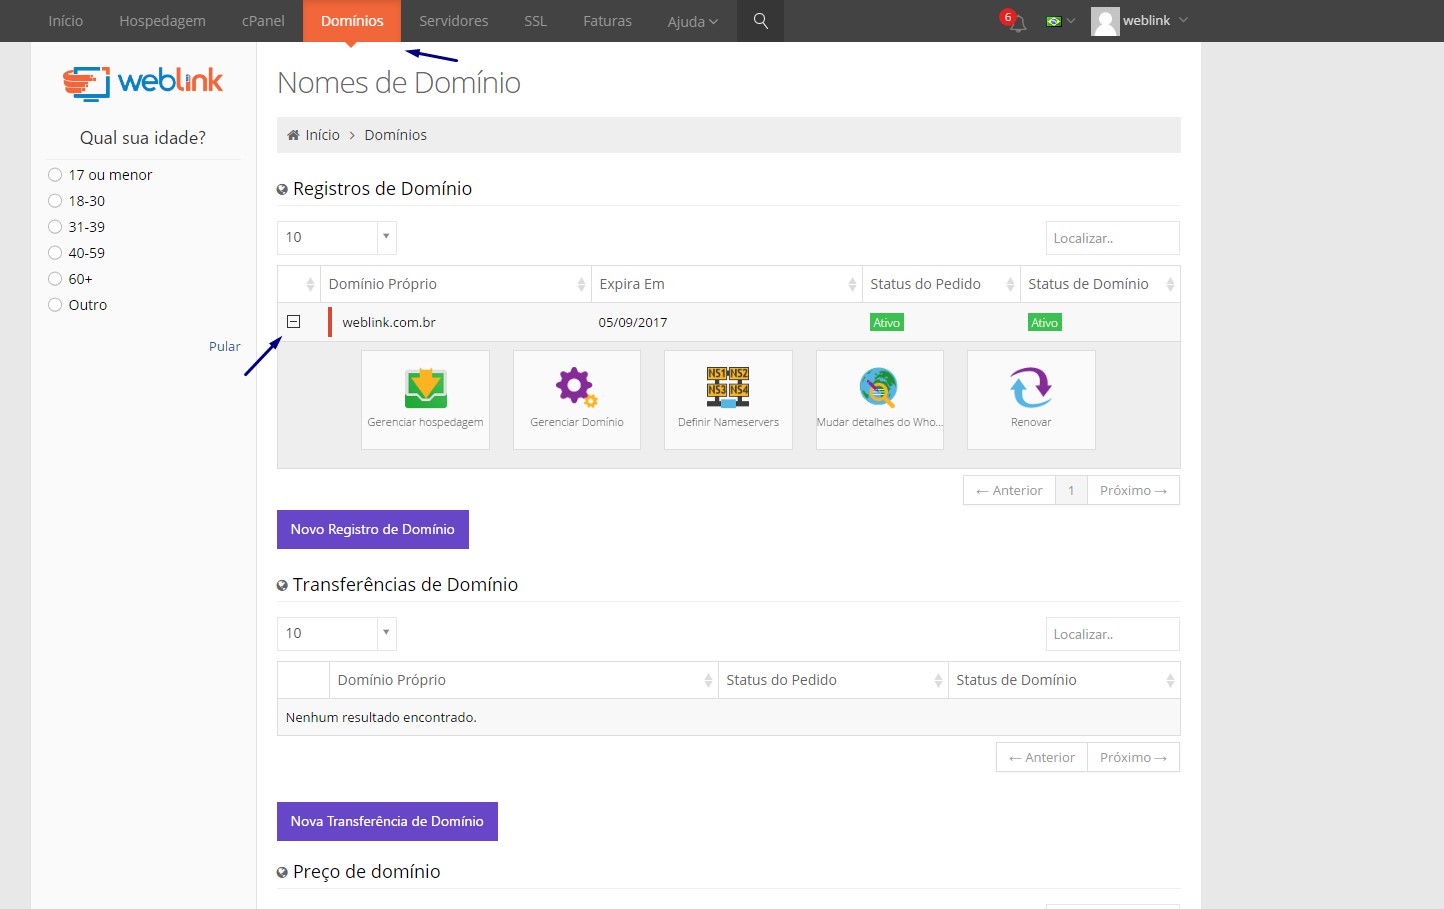 Início Hospedagem cPanel Domínios Servidores SSL Faturas Ajuda 6 weblink
weblink
Qual sua idade?
17 ou menor
18-30
31-39
40-59
60+
Outro
Pular
Nomes de Domínio
Início > Domínios
Registros de Domínio
10 Localizar..
Domínio Próprio Expira Em Status do Pedido Status de Domínio
weblink.com.br 05/09/2017 Ativo Ativo
NS1 NS2
NS3 NS4
Gerenciar hospedagem Gerenciar Domínio Definir Nameservers Mudar detalhes do Who... Renovar
← Anterior 1 Próximo →
Novo Registro de Domínio
Transferências de Domínio
10 Localizar..
Domínio Próprio Status do Pedido Status de Domínio
Nenhum resultado encontrado.
← Anterior Próximo →
Nova Transferência de Domínio
Preço de domínio